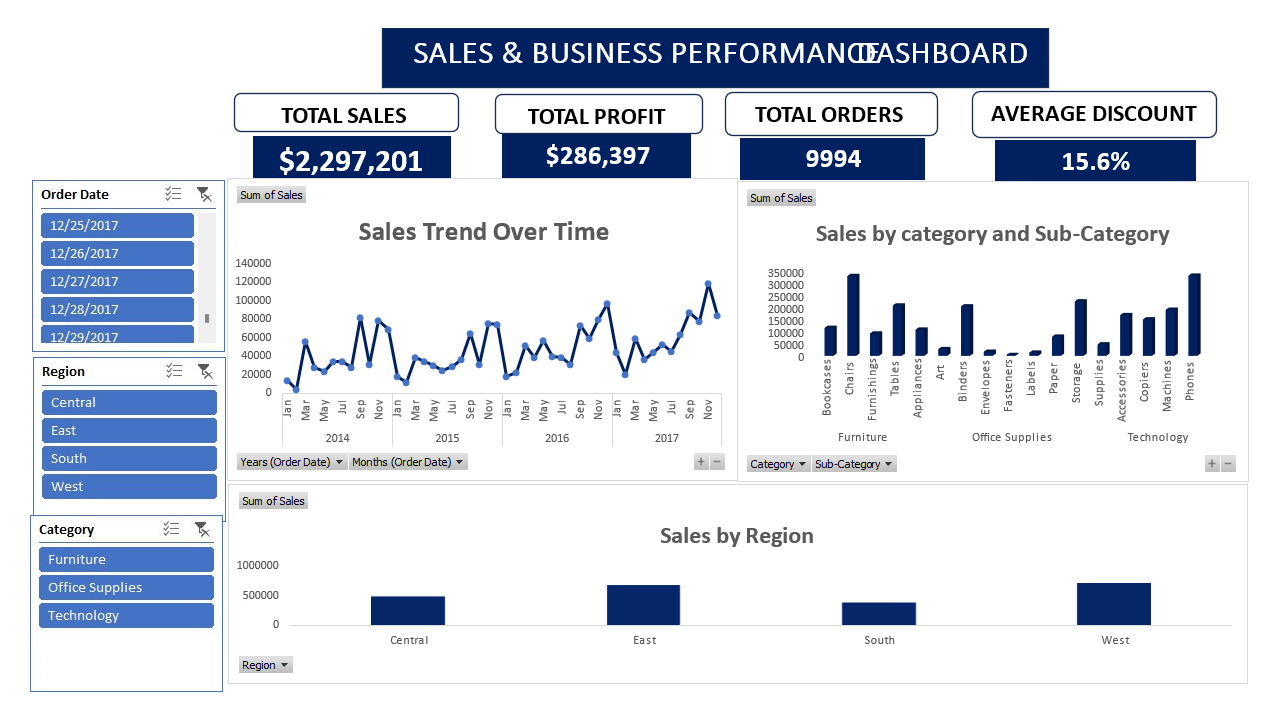 SALES & BUSINESS PERFORMANCE DASHBOARD
TOTAL SALES
$2,297,201
TOTAL PROFIT
$286,397
TOTAL ORDERS
9994
AVERAGE DISCOUNT
15.6%
Order Date
12/25/2017
12/26/2017
12/27/2017
12/28/2017
12/29/2017
Region
Central
East
South
West
Category
Furniture
Office Supplies
Technology
Sum of Sales
Sales Trend Over Time
140000
120000
100000
80000
60000
40000
20000
0
Jan Mar May Jul Sep Nov Jan Mar May Jul Sep Nov Jan Mar May Jul Sep Nov Jan Mar May Jul Sep Nov
2014 2015 2016 2017
Years (Order Date) Months (Order Date)
+ −
Sum of Sales
Sales by category and Sub-Category
350000
300000
250000
200000
150000
100000
50000
0
Bookcases Chairs Furnishings Tables Appliances Art Binders Envelopes Fasteners Labels Paper Storage Supplies Accessories Copiers Machines Phones
Furniture Office Supplies Technology
Category Sub-Category
+ −
Sum of Sales
Sales by Region
1000000
500000
0
Central East South West
Region